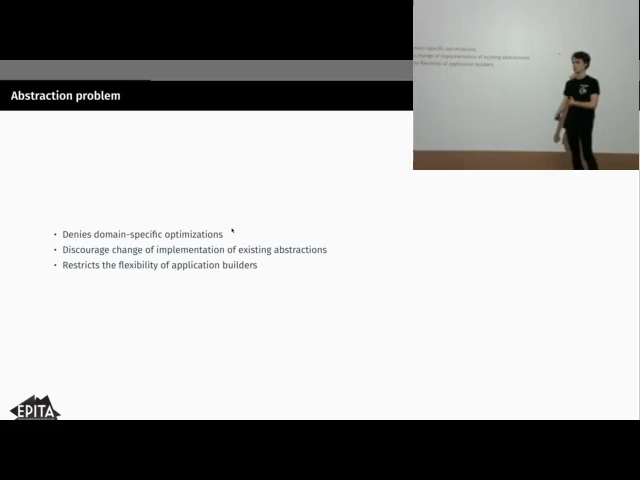 Abstraction problem
• Denies domain-specific optimizations
• Discourage change of implementation of existing abstractions
• Restricts the flexibility of application builders
EPITA